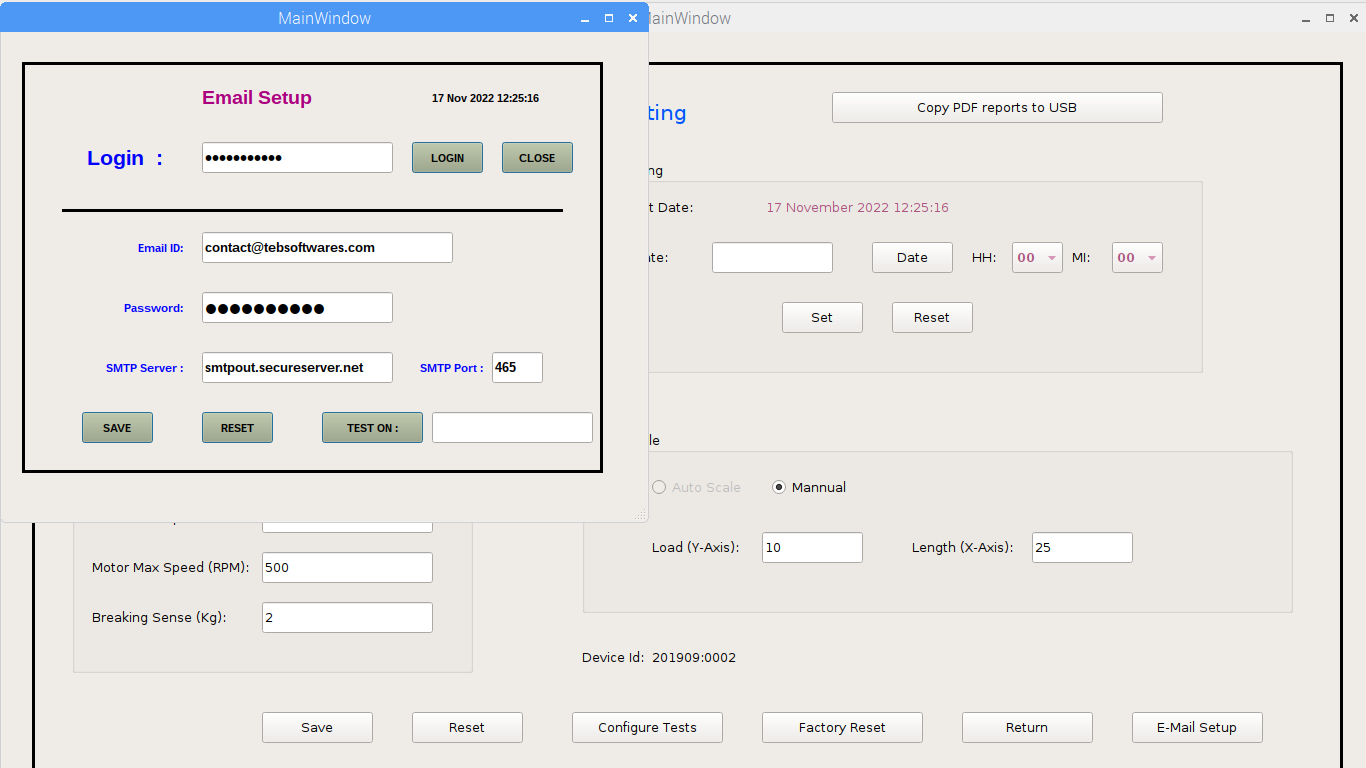 MainWindow
MainWindow
Email Setup
17 Nov 2022 12:25:16
Login :
LOGIN
CLOSE
Email ID:
contact@tebsoftwares.com
Password:
SMTP Server :
smtpout.secureserver.net
SMTP Port :
465
SAVE
RESET
TEST ON :
ting
Copy PDF reports to USB
ng
t Date:
17 November 2022 12:25:16
te:
Date
HH:
00
MI:
00
Set
Reset
le
Auto Scale
Mannual
Load (Y-Axis):
10
Length (X-Axis):
25
Motor Max Speed (RPM):
500
Breaking Sense (Kg):
2
Device Id: 201909:0002
Save
Reset
Configure Tests
Factory Reset
Return
E-Mail Setup